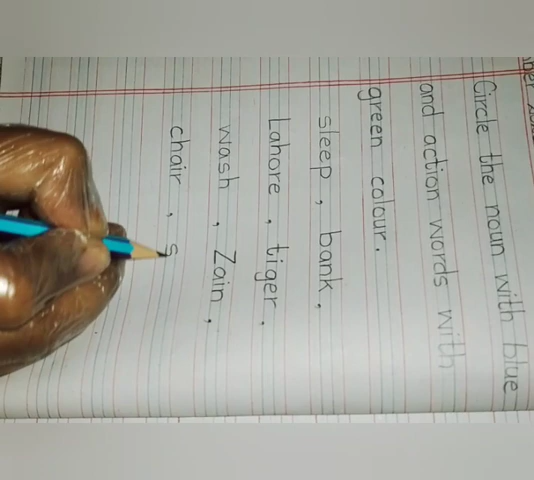 Circle the noun with blue
and action words with
green colour.
sleep, bank,
Lahore, tiger,
wash, Zain,
chair, s